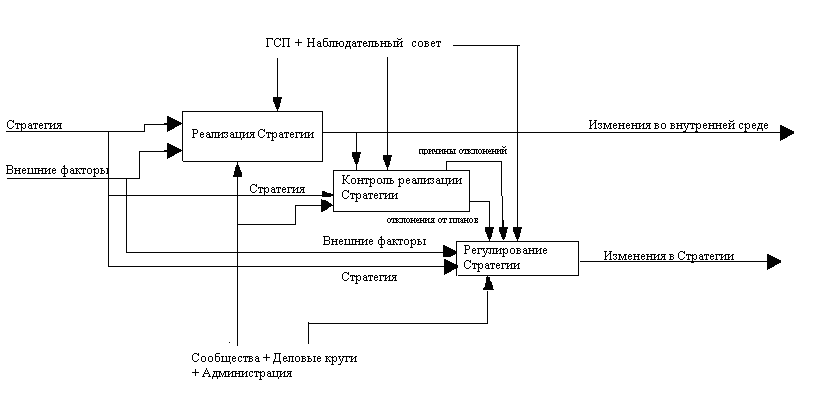 ГСП + Наблюдательный совет
Стратегия
Реализация Стратегии
Изменения во внутренней среде
причины отклонений
Внешние факторы
Контроль реализации
Стратегии
Стратегия
отклонения от планов
Внешние факторы
Регулирование
Стратегии
Изменения в Стратегии
Стратегия
Сообщества + Деловые круги
+ Администрация